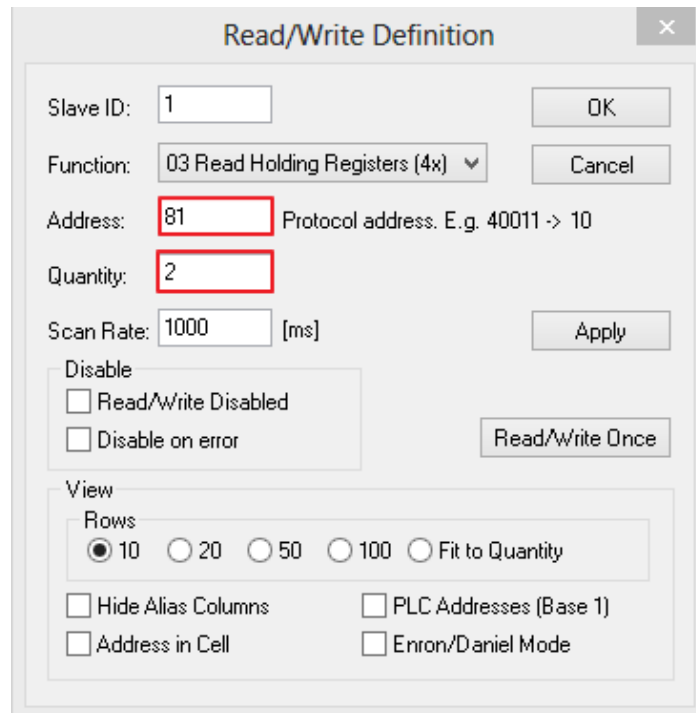 Read/Write Definition
Slave ID: 1 OK
Function: 03 Read Holding Registers (4x) Cancel
Address: 81 Protocol address. E.g. 40011 -> 10
Quantity: 2
Scan Rate: 1000 [ms] Apply
Disable
Read/Write Disabled
Disable on error Read/Write Once
View
Rows
10 20 50 100 Fit to Quantity
Hide Alias Columns PLC Addresses (Base 1)
Address in Cell Enron/Daniel Mode